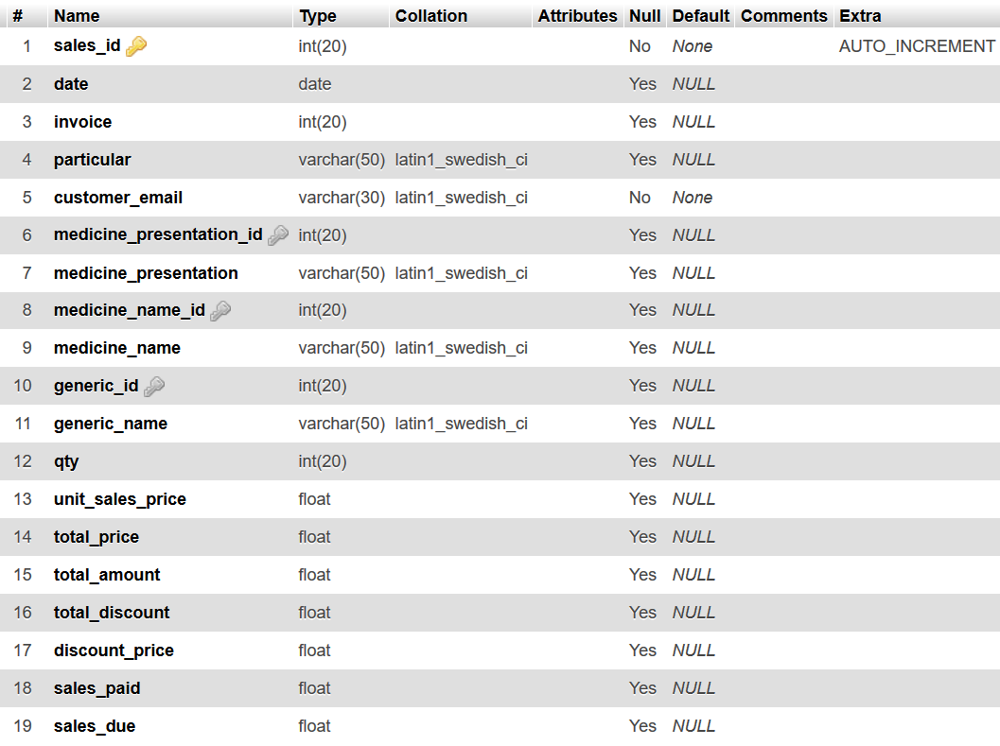 # Name Type Collation Attributes Null Default Comments Extra
1 sales_id int(20) No None AUTO_INCREMENT
2 date date Yes NULL
3 invoice int(20) Yes NULL
4 particular varchar(50) latin1_swedish_ci Yes NULL
5 customer_email varchar(30) latin1_swedish_ci No None
6 medicine_presentation_id int(20) Yes NULL
7 medicine_presentation varchar(50) latin1_swedish_ci Yes NULL
8 medicine_name_id int(20) Yes NULL
9 medicine_name varchar(50) latin1_swedish_ci Yes NULL
10 generic_id int(20) Yes NULL
11 generic_name varchar(50) latin1_swedish_ci Yes NULL
12 qty int(20) Yes NULL
13 unit_sales_price float Yes NULL
14 total_price float Yes NULL
15 total_amount float Yes NULL
16 total_discount float Yes NULL
17 discount_price float Yes NULL
18 sales_paid float Yes NULL
19 sales_due float Yes NULL